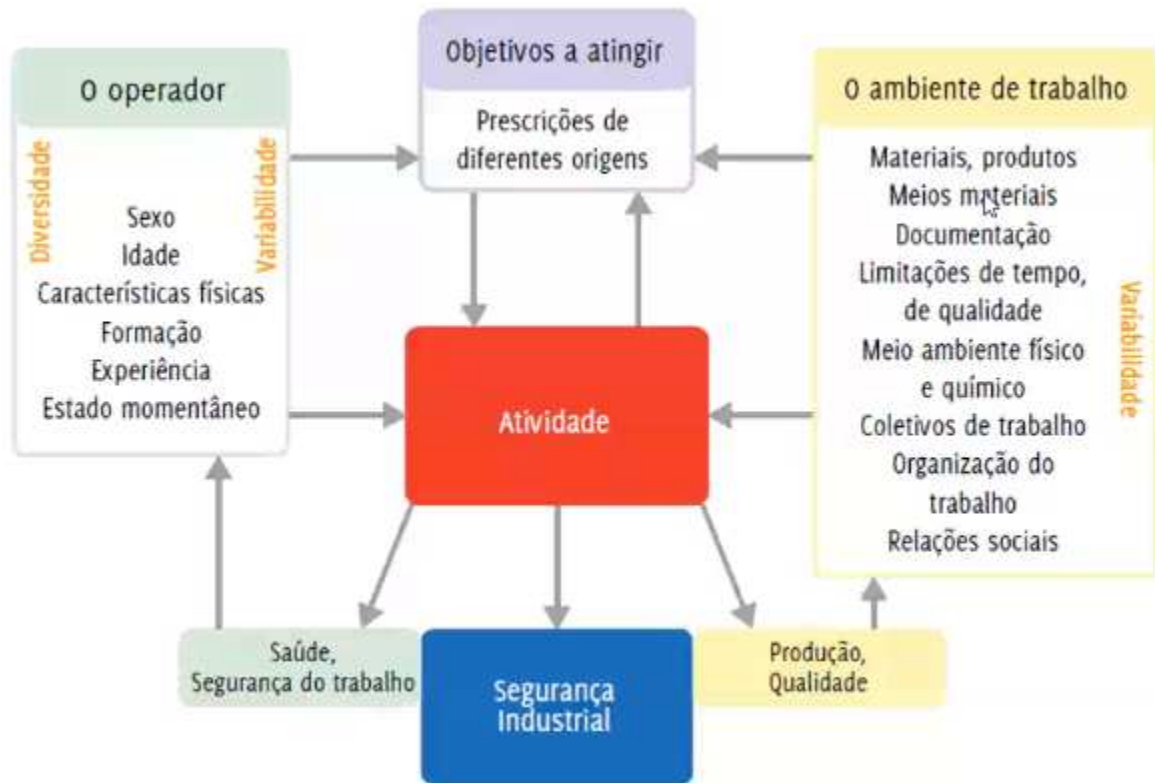 O operador
Diversidade
Variabilidade
Sexo
Idade
Características físicas
Formação
Experiência
Estado momentâneo
Objetivos a atingir
Prescrições de
diferentes origens
O ambiente de trabalho
Materiais, produtos
Meios materiais
Documentação
Limitações de tempo,
de qualidade
Meio ambiente físico
e químico
Coletivos de trabalho
Organização do
trabalho
Relações sociais
Variabilidade
Atividade
Saúde,
Segurança do trabalho
Segurança
Industrial
Produção,
Qualidade